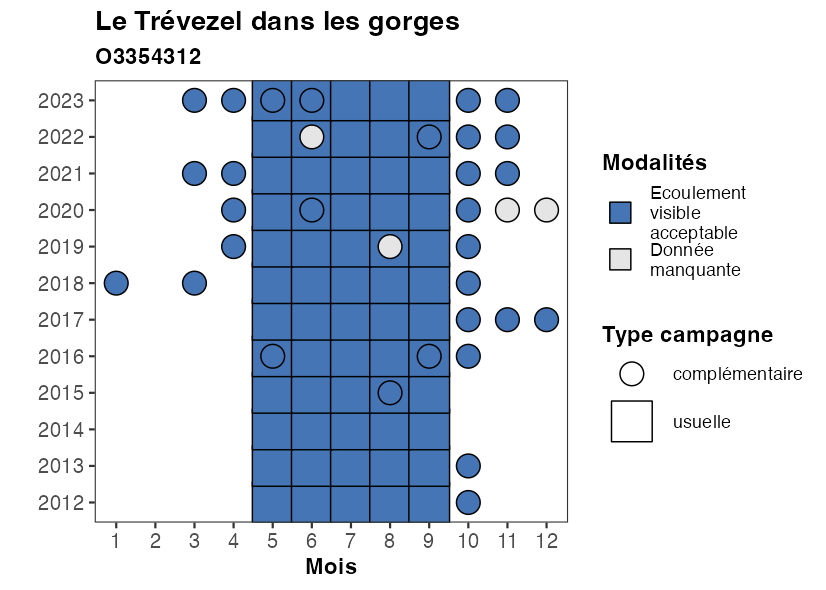 Le Trévezel dans les gorges
O3354312
2023
2022
2021
2020
2019
2018
2017
2016
2015
2014
2013
2012
1 2 3 4 5 6 7 8 9 10 11 12
Mois
Modalités
Ecoulement
visible
acceptable
Donnée
manquante
Type campagne
complémentaire
usuelle